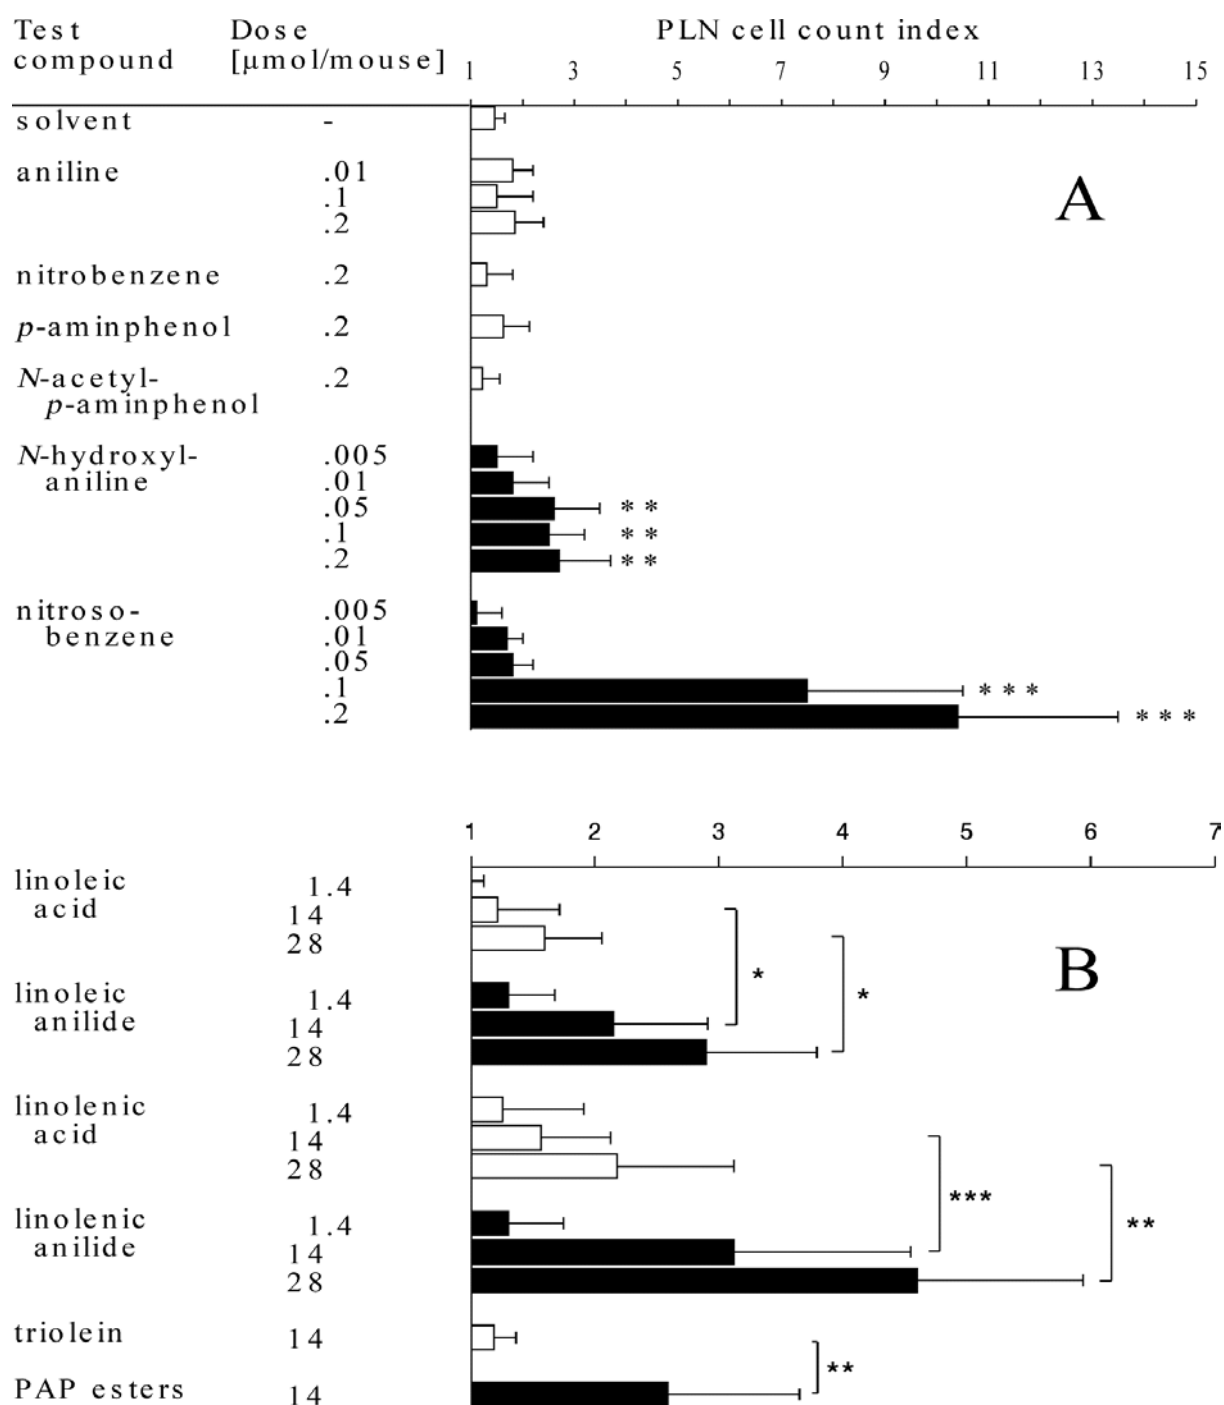 Test Dose PLN cell count index
compound [µmol/mouse] 1 3 5 7 9 11 13 15
solvent -
aniline .01
.1
.2
A
nitrobenzene .2
p-aminphenol .2
N-acetyl- .2
p-aminphenol
N-hydroxyl- .005
aniline .01
.05 **
.1 **
.2 **
nitroso- .005
benzene .01
.05
.1 ***
.2 ***
1 2 3 4 5 6 7
linoleic 1.4
acid 14
28
B
*
*
linoleic 1.4
anilide 14
28
linolenic 1.4
acid 14
28
***
**
linolenic 1.4
anilide 14
28
triolein 14
**
PAP esters 14